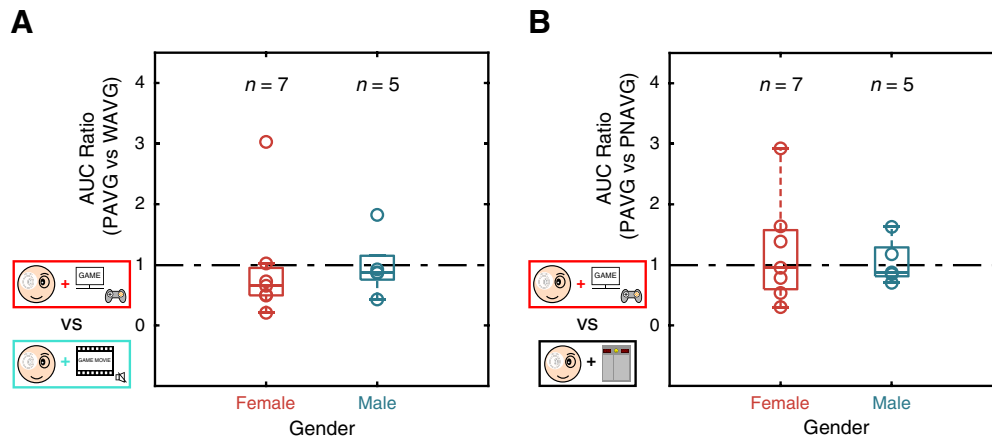 A
AUC Ratio
(PAVG vs WAVG)
4
3
2
1
0
n = 7
n = 5
GAME
+
vs
GAME MOVIE
+
Female
Male
Gender
B
AUC Ratio
(PAVG vs PNAVG)
4
3
2
1
0
n = 7
n = 5
GAME
+
vs
+
Female
Male
Gender